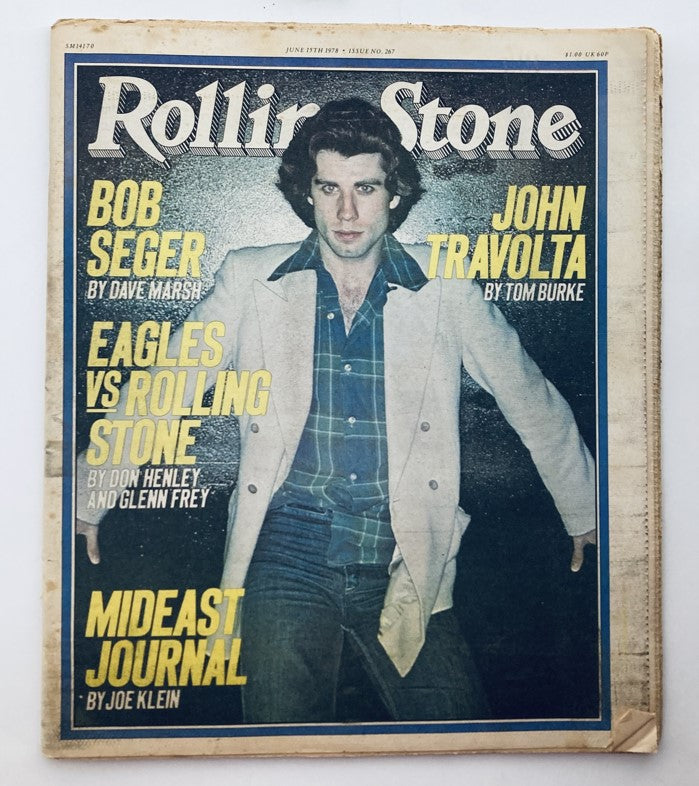 SM14170
JUNE 15TH 1978 • ISSUE NO. 267
$1.00 UK 60P
Rolling Stone
BOB
SEGER
BY DAVE MARSH
JOHN
TRAVOLTA
BY TOM BURKE
EAGLES
VS ROLLING
STONE
BY DON HENLEY
AND GLENN FREY
MIDEAST
JOURNAL
BY JOE KLEIN